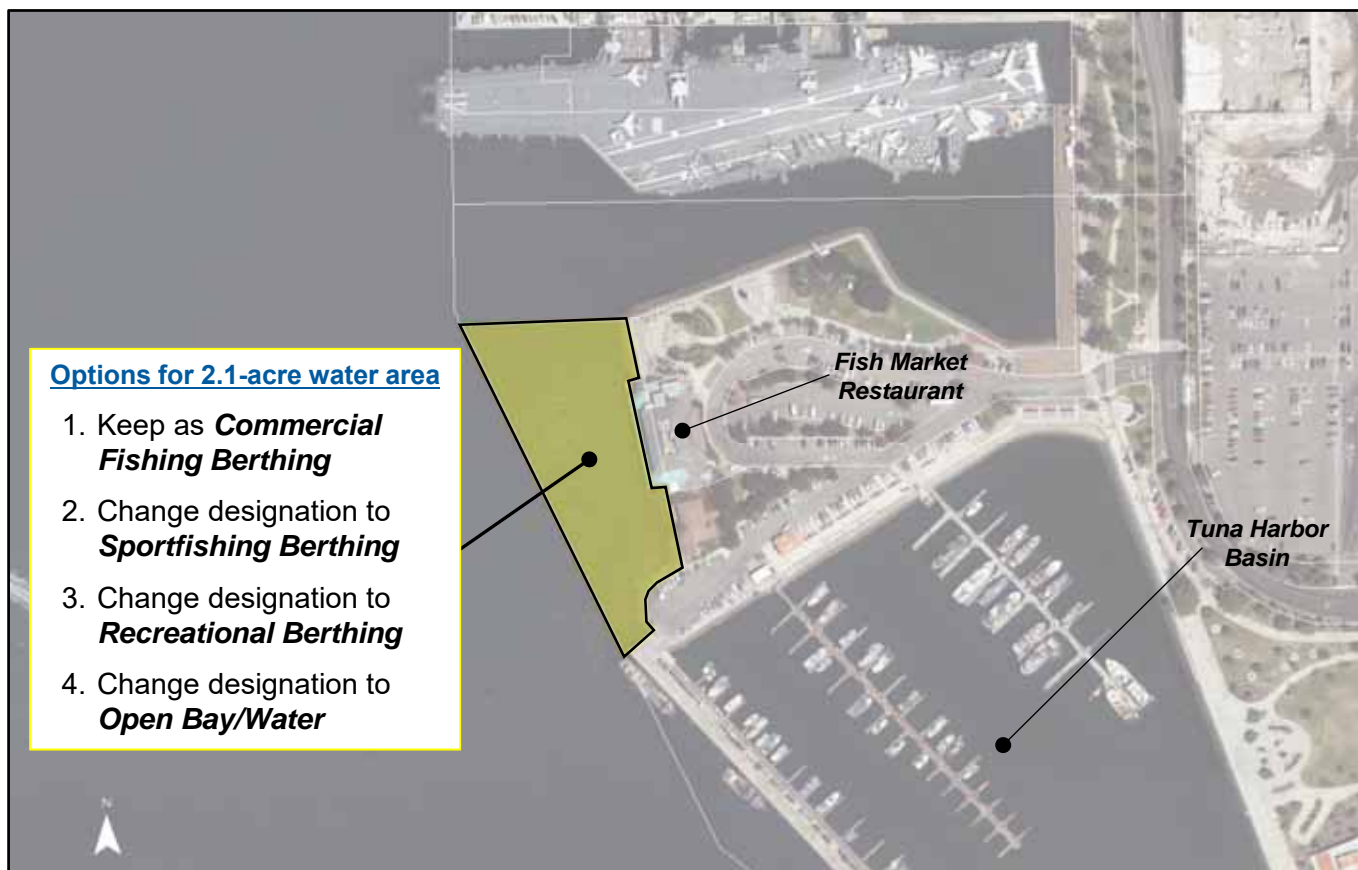 Options for 2.1-acre water area
1. Keep as Commercial
Fishing Berthing
2. Change designation to
Sportfishing Berthing
3. Change designation to
Recreational Berthing
4. Change designation to
Open Bay/Water
Fish Market
Restaurant
Tuna Harbor
Basin
N